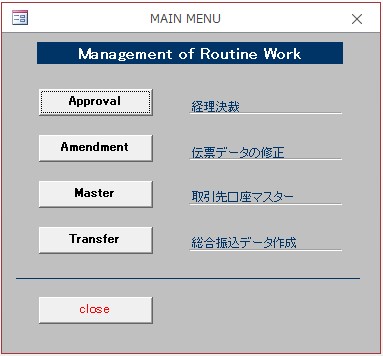 MAIN MENU
Management of Routine Work
Approval 経理決裁
Amendment 伝票データの修正
Master 取引先口座マスター
Transfer 総合振込データ作成
close